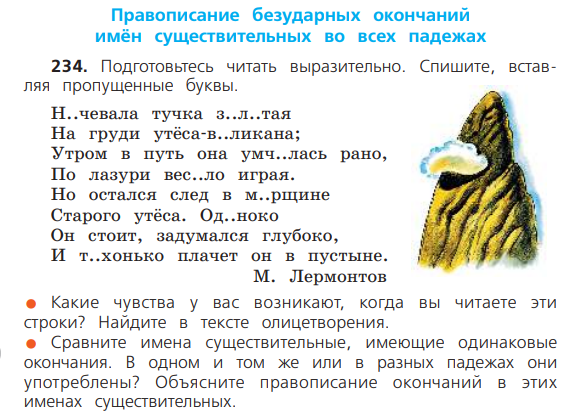 Правописание безударных окончаний
имён существительных во всех падежах
234. Подготовьтесь читать выразительно. Спишите, встав-
ляя пропущенные буквы.
Н..чевала тучка з..л..тая
На груди утёса-в..ликана;
Утром в путь она умч..лась рано,
По лазури вес..ло играя.
Но остался след в м..рщине
Старого утёса. Од..ноко
Он стоит, задумался глубоко,
И т..хонько плачет он в пустыне.
М. Лермонтов
● Какие чувства у вас возникают, когда вы читаете эти
строки? Найдите в тексте олицетворения.
● Сравните имена существительные, имеющие одинаковые
окончания. В одном и том же или в разных падежах они
употреблены? Объясните правописание окончаний в этих
именах существительных.